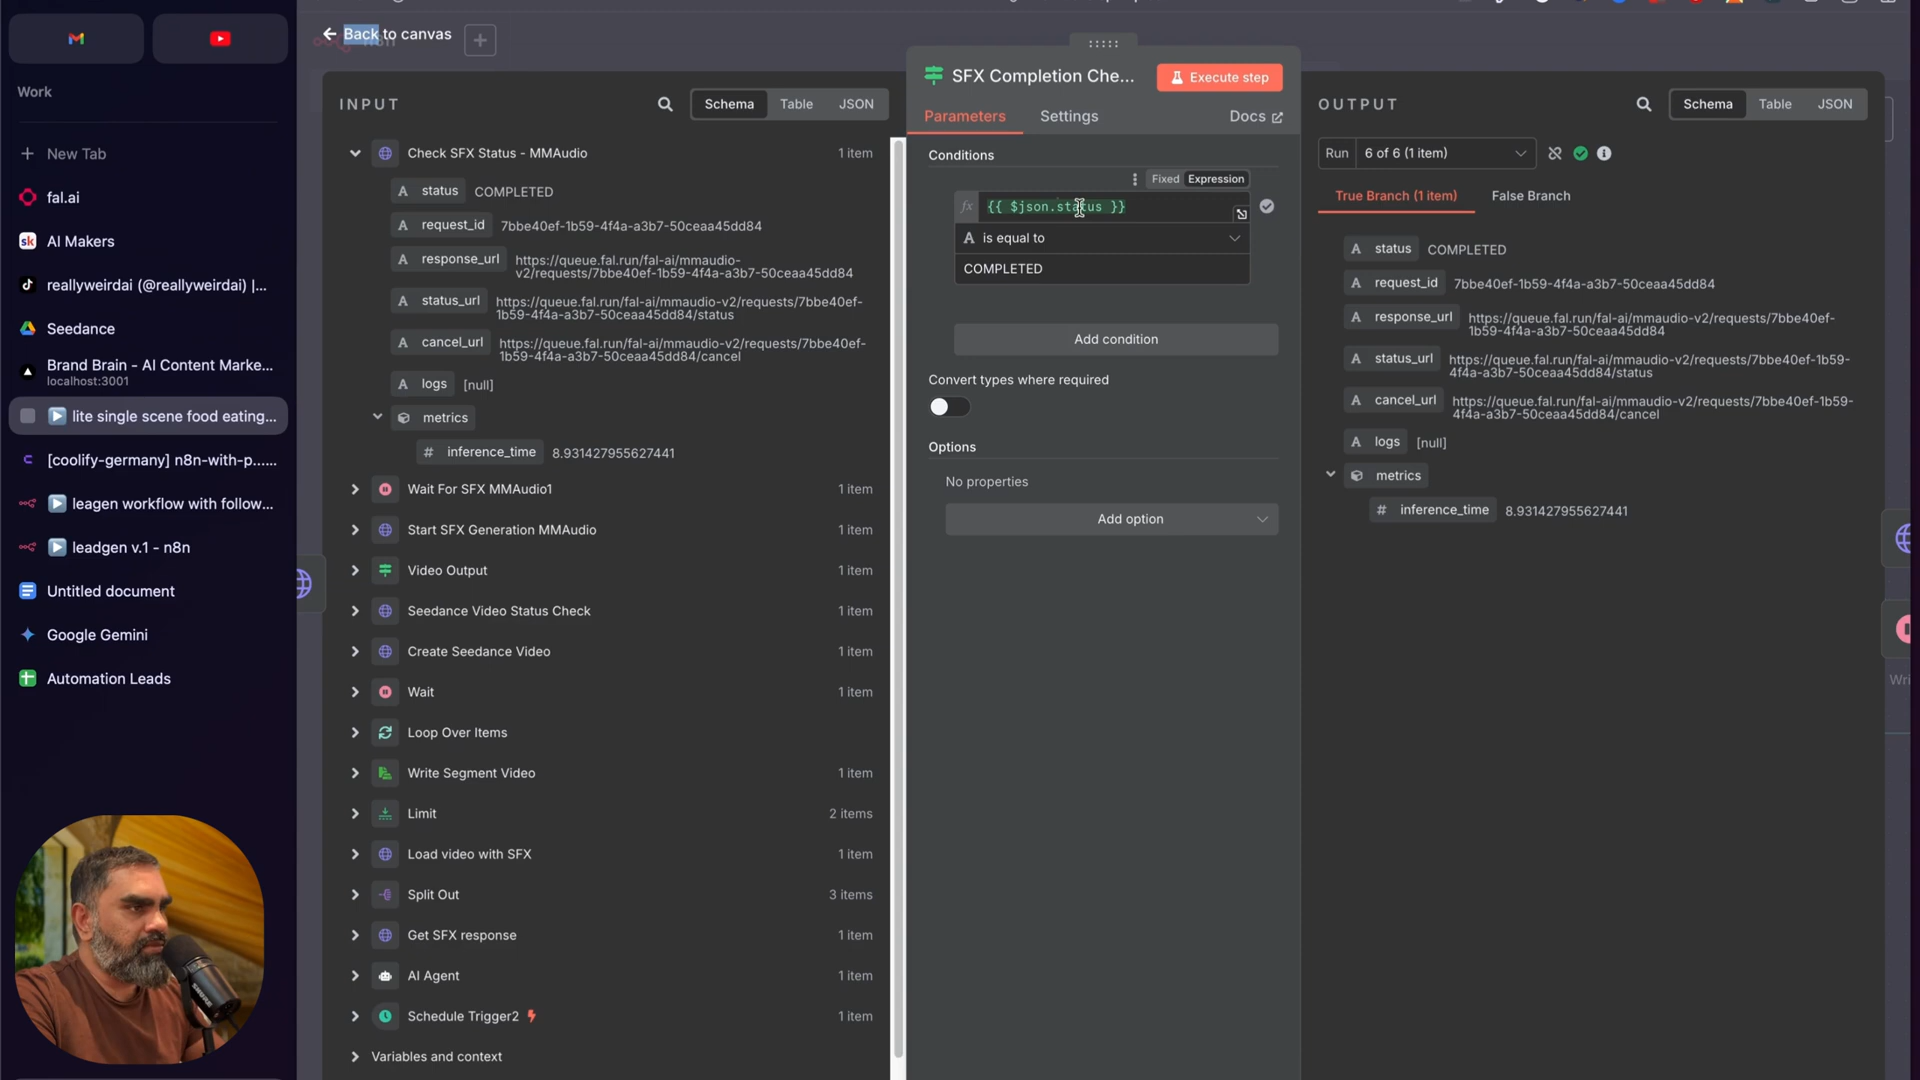 Work
New Tab
fal.ai
AI Makers
reallyweirdai (@reallyweirdai) |...
Seedance
Brand Brain - AI Content Marke...
localhost:3001
lite single scene food eating...
[coolify-germany] n8n-with-p......
leagen workflow with follow...
leadgen v.1 - n8n
Untitled document
Google Gemini
Automation Leads
Back to canvas
INPUT
Schema
Table
JSON
Check SFX Status - MMAudio
1 item
status
COMPLETED
request_id
7bbe40ef-1b59-4f4a-a3b7-50ceaa45dd84
response_url
https://queue.fal.run/fal-ai/mmaudio-
v2/requests/7bbe40ef-1b59-4f4a-a3b7-50ceaa45dd84
status_url
https://queue.fal.run/fal-ai/mmaudio-v2/requests/7bbe40ef-
1b59-4f4a-a3b7-50ceaa45dd84/status
cancel_url
https://queue.fal.run/fal-ai/mmaudio-v2/requests/7bbe40ef-
1b59-4f4a-a3b7-50ceaa45dd84/cancel
logs
[null]
metrics
inference_time
8.931427955627441
Wait For SFX MMAudio1
1 item
Start SFX Generation MMAudio
1 item
Video Output
1 item
Seedance Video Status Check
1 item
Create Seedance Video
1 item
Wait
1 item
Loop Over Items
Write Segment Video
1 item
Limit
2 items
Load video with SFX
1 item
Split Out
3 items
Get SFX response
1 item
AI Agent
1 item
Schedule Trigger2
1 item
Variables and context
SFX Completion Che...
Execute step
Parameters
Settings
Docs
Conditions
Fixed
Expression
fx
{{ $json.status }}
is equal to
COMPLETED
Add condition
Convert types where required
Options
No properties
Add option
OUTPUT
Schema
Table
JSON
Run
6 of 6 (1 item)
True Branch (1 item)
False Branch
status
COMPLETED
request_id
7bbe40ef-1b59-4f4a-a3b7-50ceaa45dd84
response_url
https://queue.fal.run/fal-ai/mmaudio-v2/requests/7bbe40ef-
1b59-4f4a-a3b7-50ceaa45dd84
status_url
https://queue.fal.run/fal-ai/mmaudio-v2/requests/7bbe40ef-1b59-
4f4a-a3b7-50ceaa45dd84/status
cancel_url
https://queue.fal.run/fal-ai/mmaudio-v2/requests/7bbe40ef-1b59-
4f4a-a3b7-50ceaa45dd84/cancel
logs
[null]
metrics
inference_time
8.931427955627441
Wri
SHURE